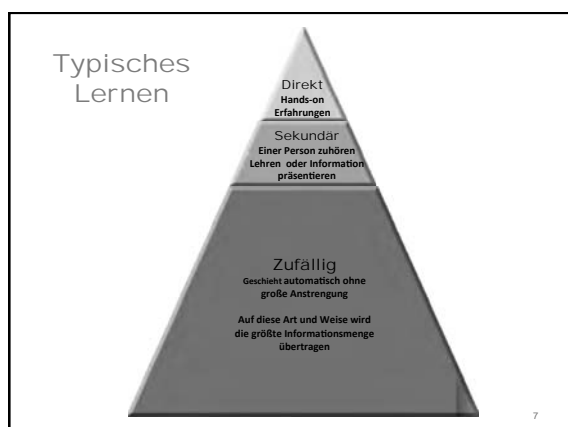 Typisches
Lernen
Direkt
Hands-on
Erfahrungen
Sekundär
Einer Person zuhören
Lehren oder Information
präsentieren
Zufällig
Geschieht automatisch ohne
große Anstrengung
Auf diese Art und Weise wird
die größte Informationsmenge
übertragen
7